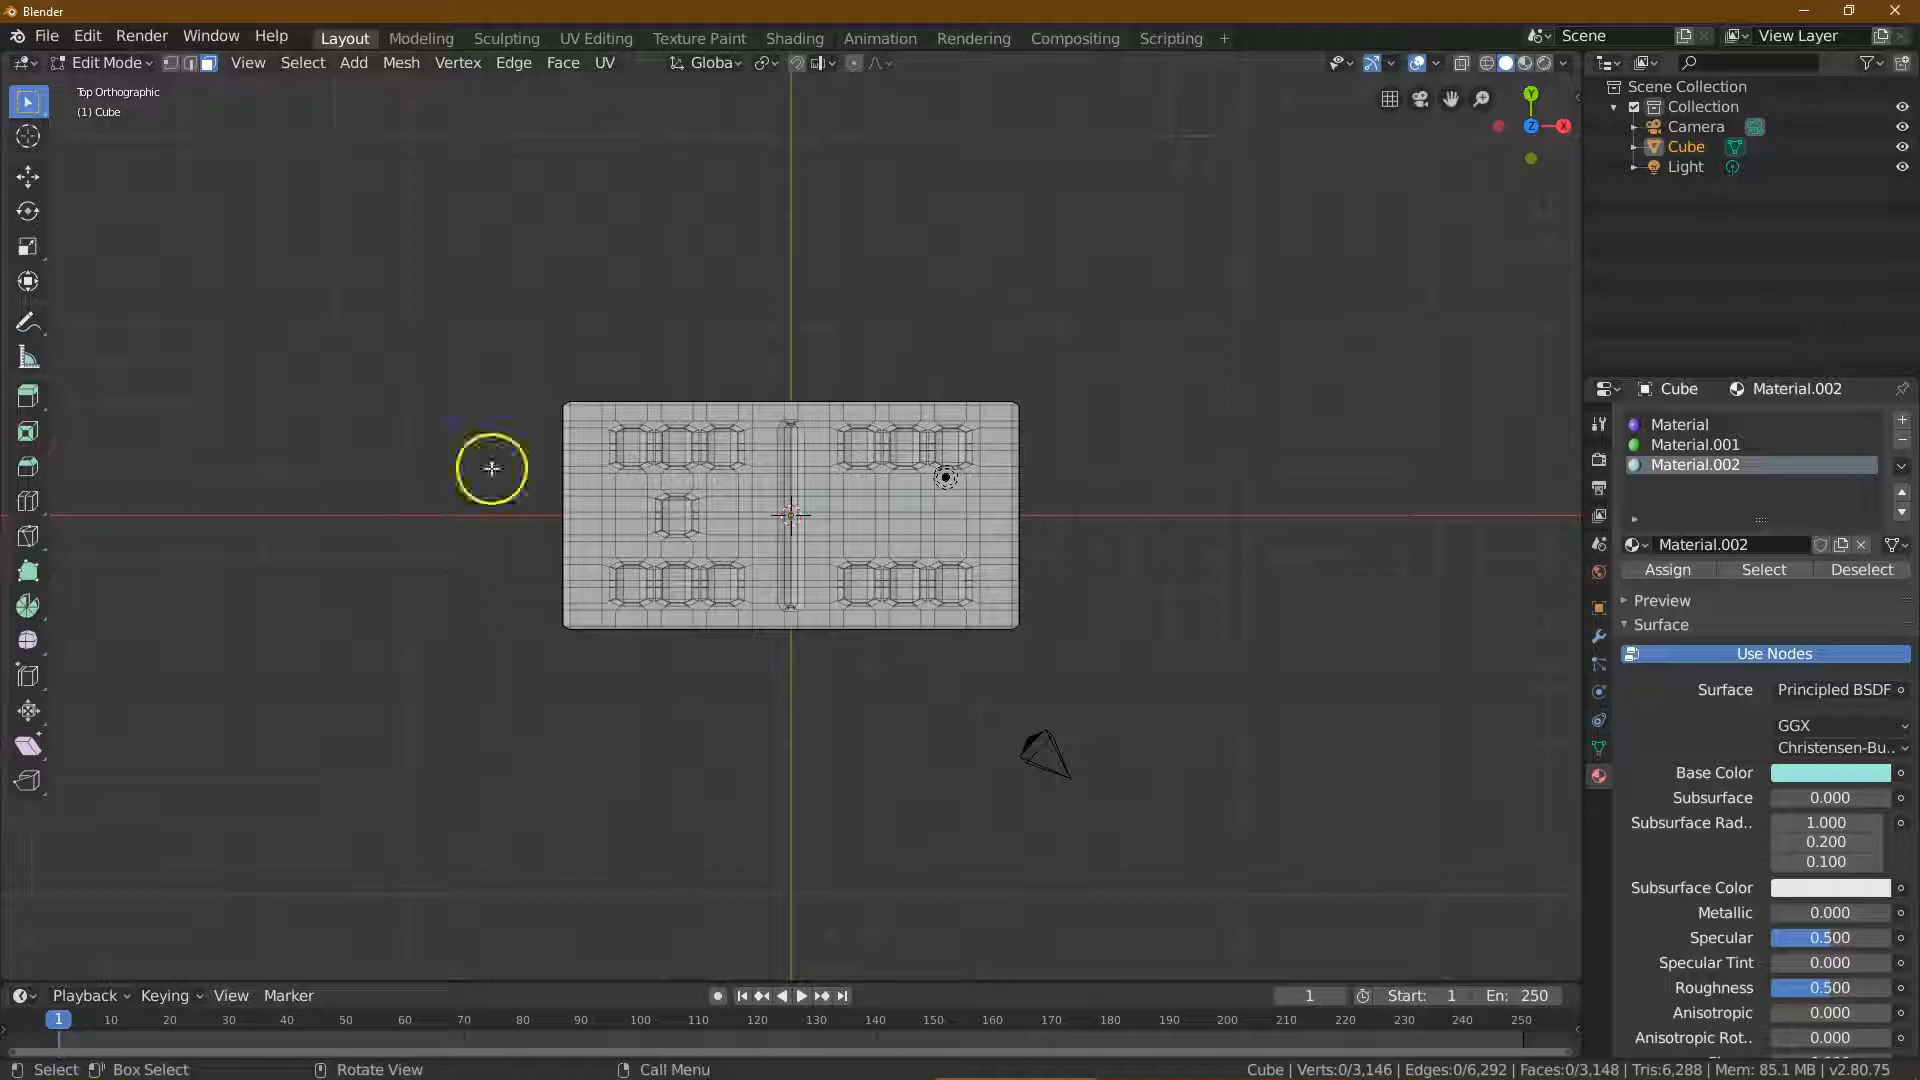 Blender
File Edit Render Window Help Layout Modeling Sculpting UV Editing Texture Paint Shading Animation Rendering Compositing Scripting + Scene View Layer
Edit Mode View Select Add Mesh Vertex Edge Face UV Globa
Top Orthographic
(1) Cube
Y
Z
X
Scene Collection
Collection
Camera
Cube
Light
Cube Material.002
Material
Material.001
Material.002
Material.002
Assign Select Deselect
Preview
Surface
Use Nodes
Surface Principled BSDF
GGX
Christensen-Bu..
Base Color
Subsurface 0.000
Subsurface Rad.. 1.000
0.200
0.100
Subsurface Color
Metallic 0.000
Specular 0.500
Specular Tint 0.000
Roughness 0.500
Anisotropic 0.000
Anisotropic Rot.. 0.000
Playback Keying View Marker 1 Start: 1 En: 250
1 10 20 30 40 50 60 70 80 90 100 110 120 130 140 150 160 170 180 190 200 210 220 230 240 250
Select Box Select Rotate View Call Menu Cube | Verts:0/3,146 | Edges:0/6,292 | Faces:0/3,148 | Tris:6,288 | Mem: 85.1 MB | v2.80.75